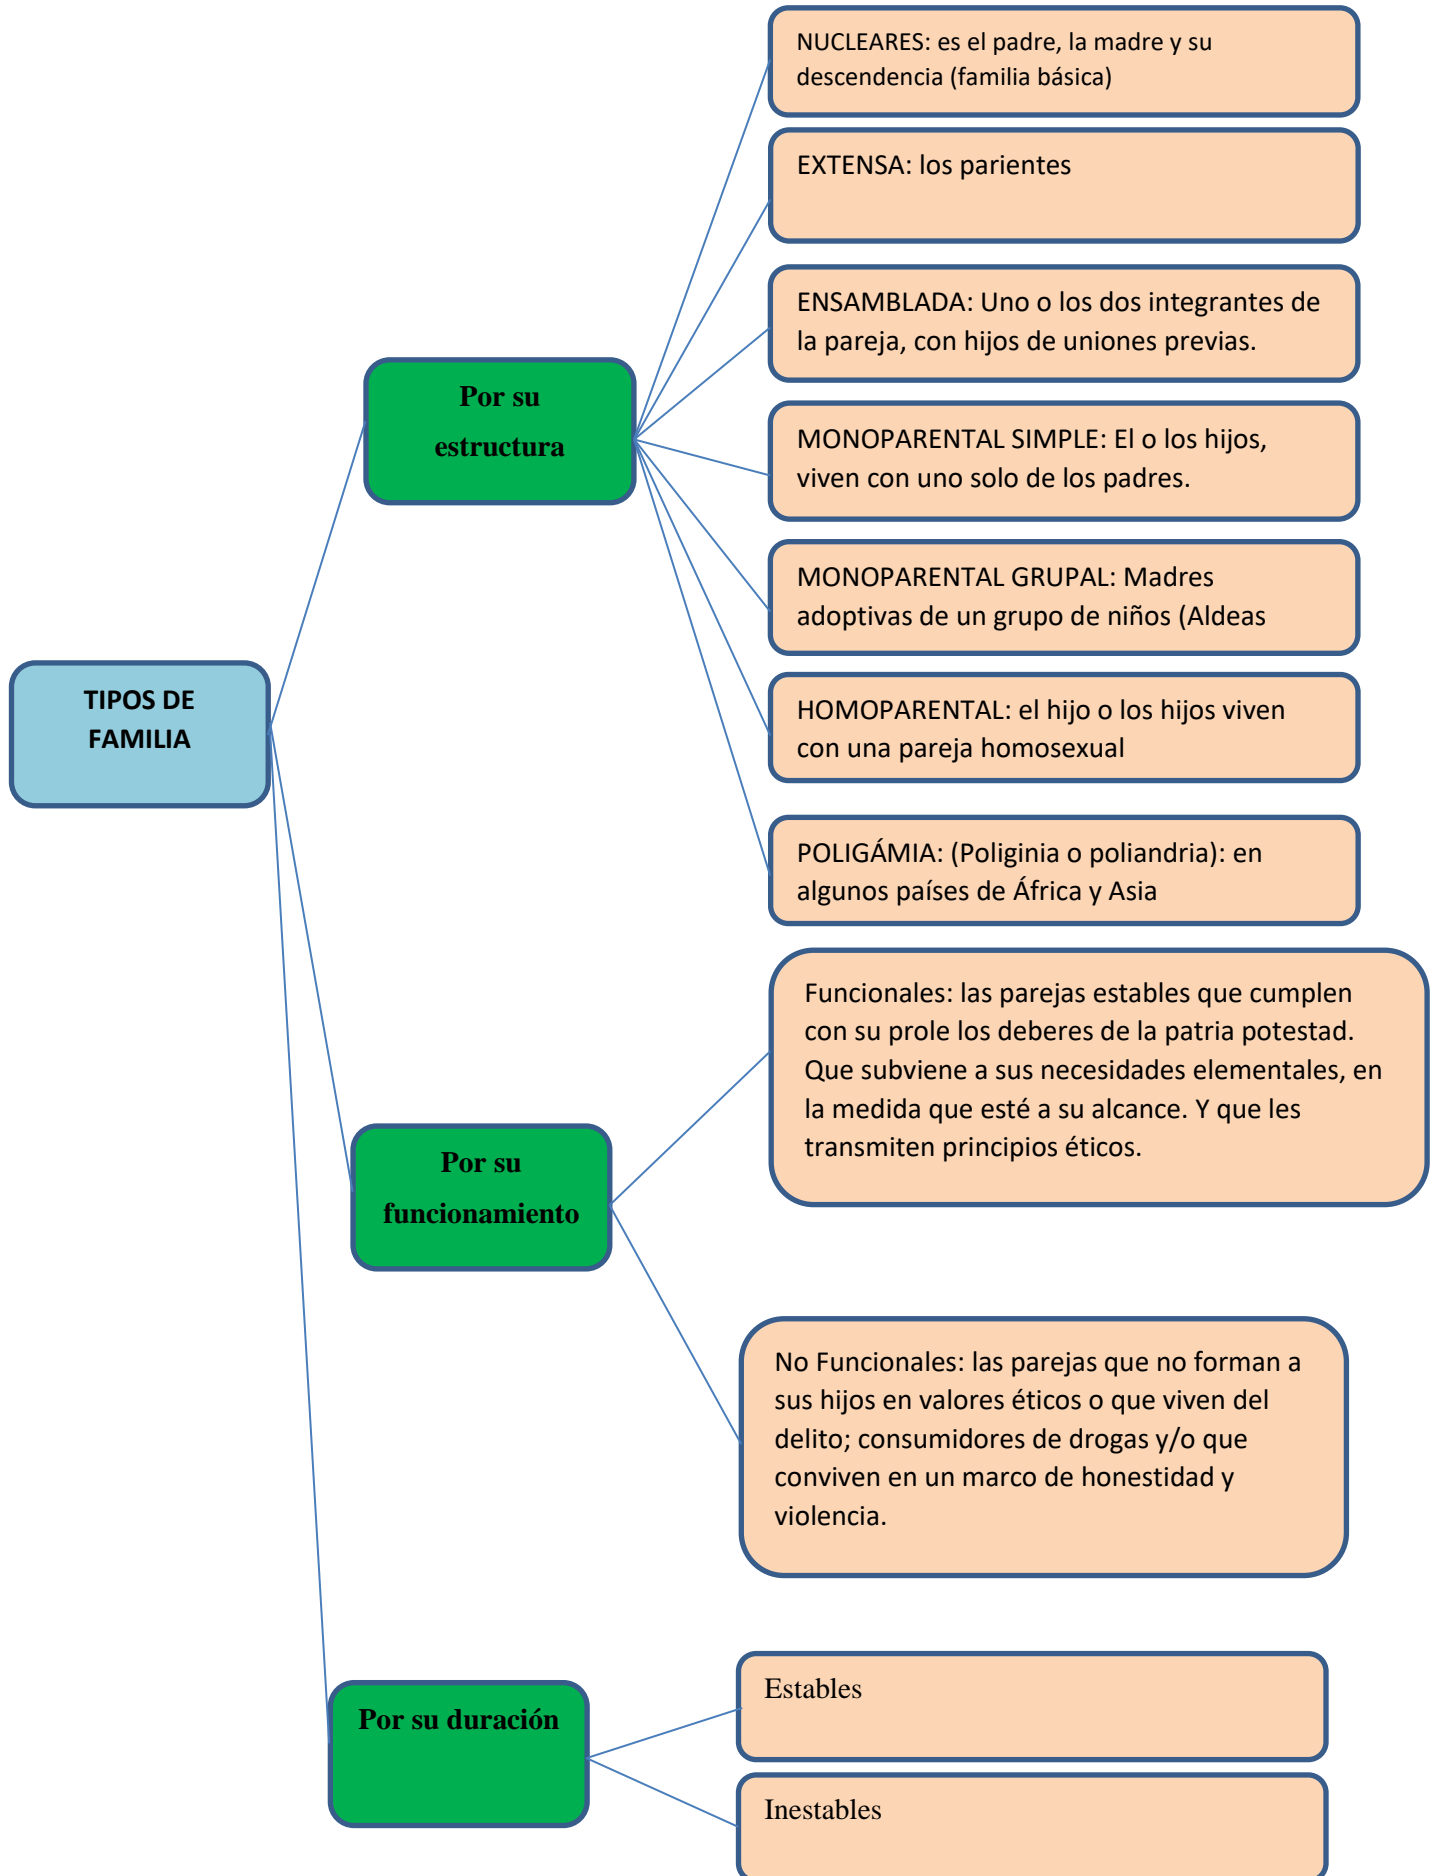 TIPOS DE
FAMILIA
Por su
estructura
NUCLEARES: es el padre, la madre y su
descendencia (familia básica)
EXTENSA: los parientes
ENSAMBLADA: Uno o los dos integrantes de
la pareja, con hijos de uniones previas.
MONOPARENTAL SIMPLE: El o los hijos,
viven con uno solo de los padres.
MONOPARENTAL GRUPAL: Madres
adoptivas de un grupo de niños (Aldeas
HOMOPARENTAL: el hijo o los hijos viven
con una pareja homosexual
POLIGÁMIA: (Poliginia o poliandria): en
algunos países de África y Asia
Por su
funcionamiento
Funcionales: las parejas estables que cumplen
con su prole los deberes de la patria potestad.
Que subviene a sus necesidades elementales, en
la medida que esté a su alcance. Y que les
transmiten principios éticos.
No Funcionales: las parejas que no forman a
sus hijos en valores éticos o que viven del
delito; consumidores de drogas y/o que
conviven en un marco de honestidad y
violencia.
Por su duración
Estables
Inestables